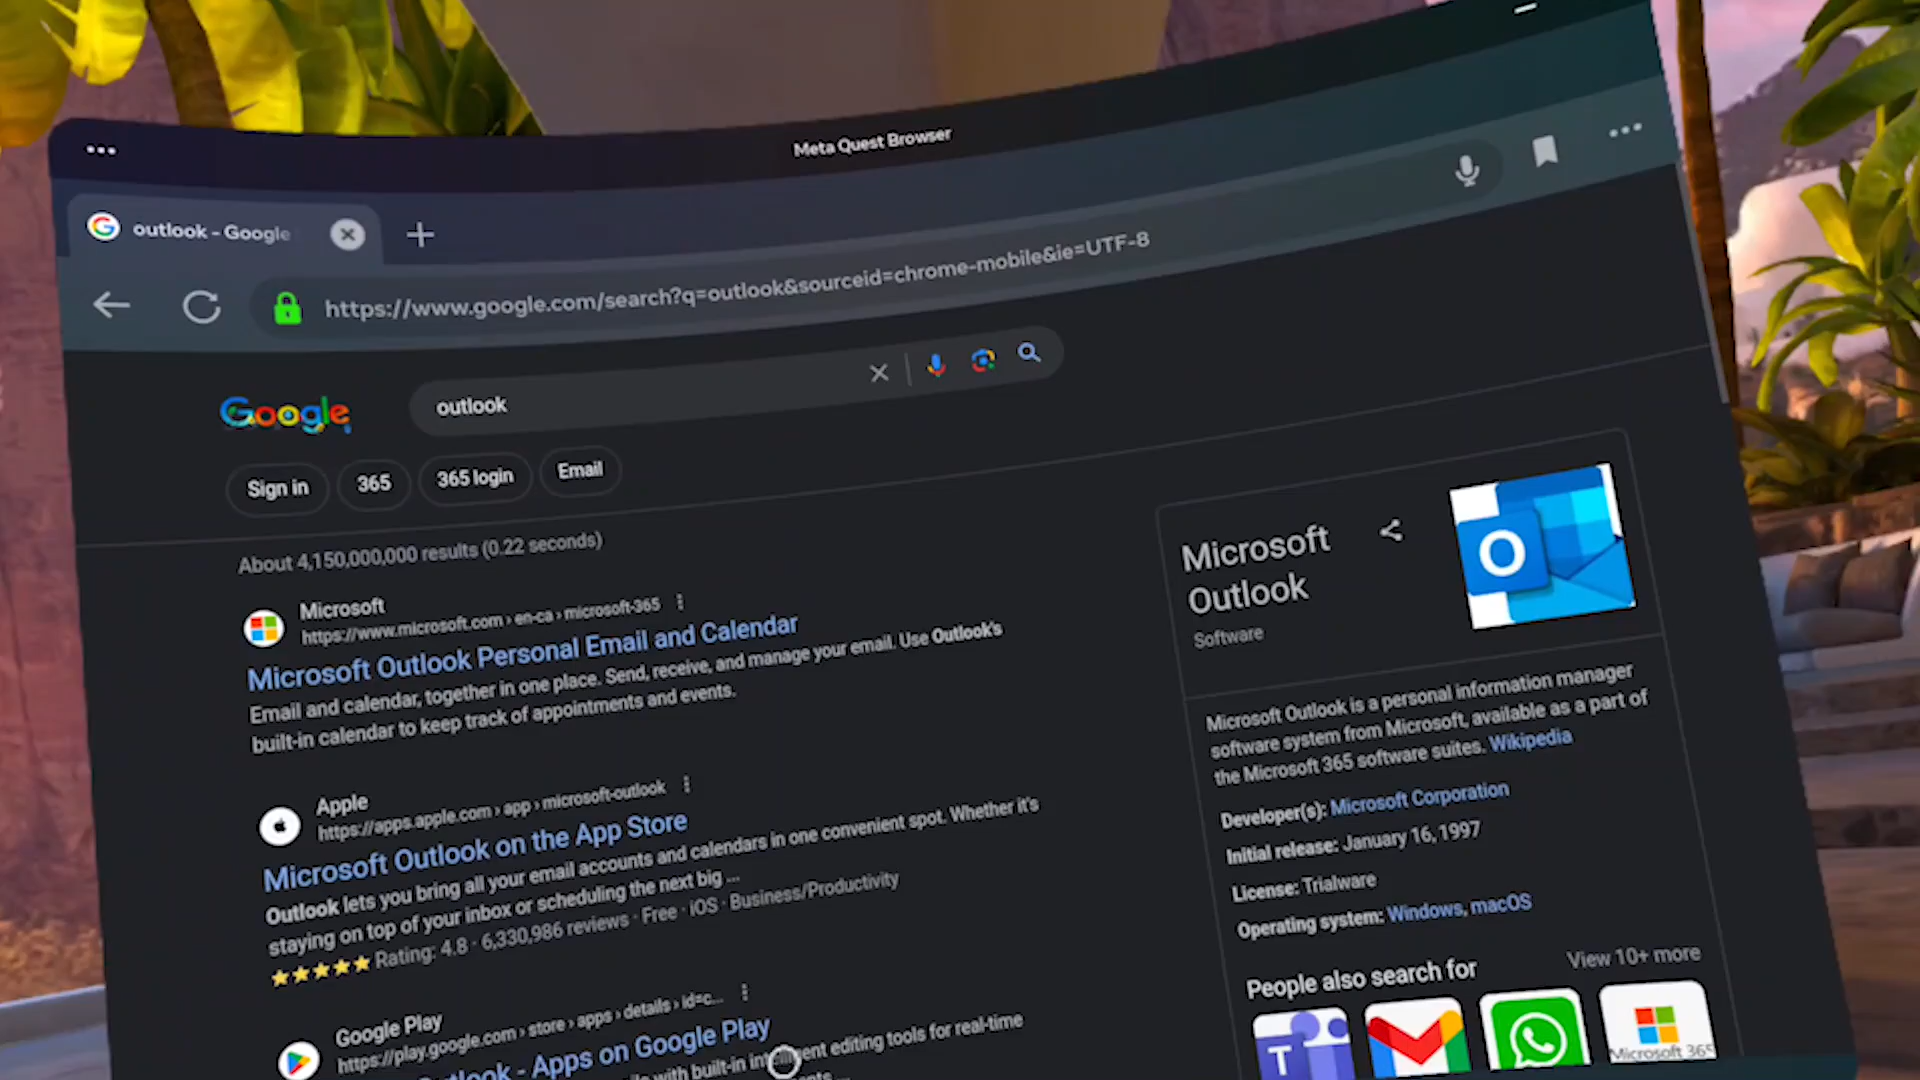 Meta Quest Browser
outlook - Google
https://www.google.com/search?q=outlook&sourceid=chrome-mobile&ie=UTF-8
Google
outlook
Sign in
365
365 login
Email
About 4,150,000,000 results (0.22 seconds)
Microsoft
https://www.microsoft.com › en-ca › microsoft-365
Microsoft Outlook Personal Email and Calendar
Email and calendar, together in one place. Send, receive, and manage your email. Use Outlook's
built-in calendar to keep track of appointments and events.
Apple
https://apps.apple.com › app › microsoft-outlook
Microsoft Outlook on the App Store
Outlook lets you bring all your email accounts and calendars in one convenient spot. Whether it's
staying on top of your inbox or scheduling the next big ...
Rating: 4.8 · 6,330,986 reviews · Free · iOS · Business/Productivity
Google Play
https://play.google.com › store › apps › details › id=c...
- Apps on Google Play
with built-in intelligent editing tools for real-time
Microsoft
Outlook
Software
O
Microsoft Outlook is a personal information manager
software system from Microsoft, available as a part of
the Microsoft 365 software suites. Wikipedia
Developer(s): Microsoft Corporation
Initial release: January 16, 1997
License: Trialware
Operating system: Windows, macOS
People also search for
View 10+ more
T
Microsoft 365